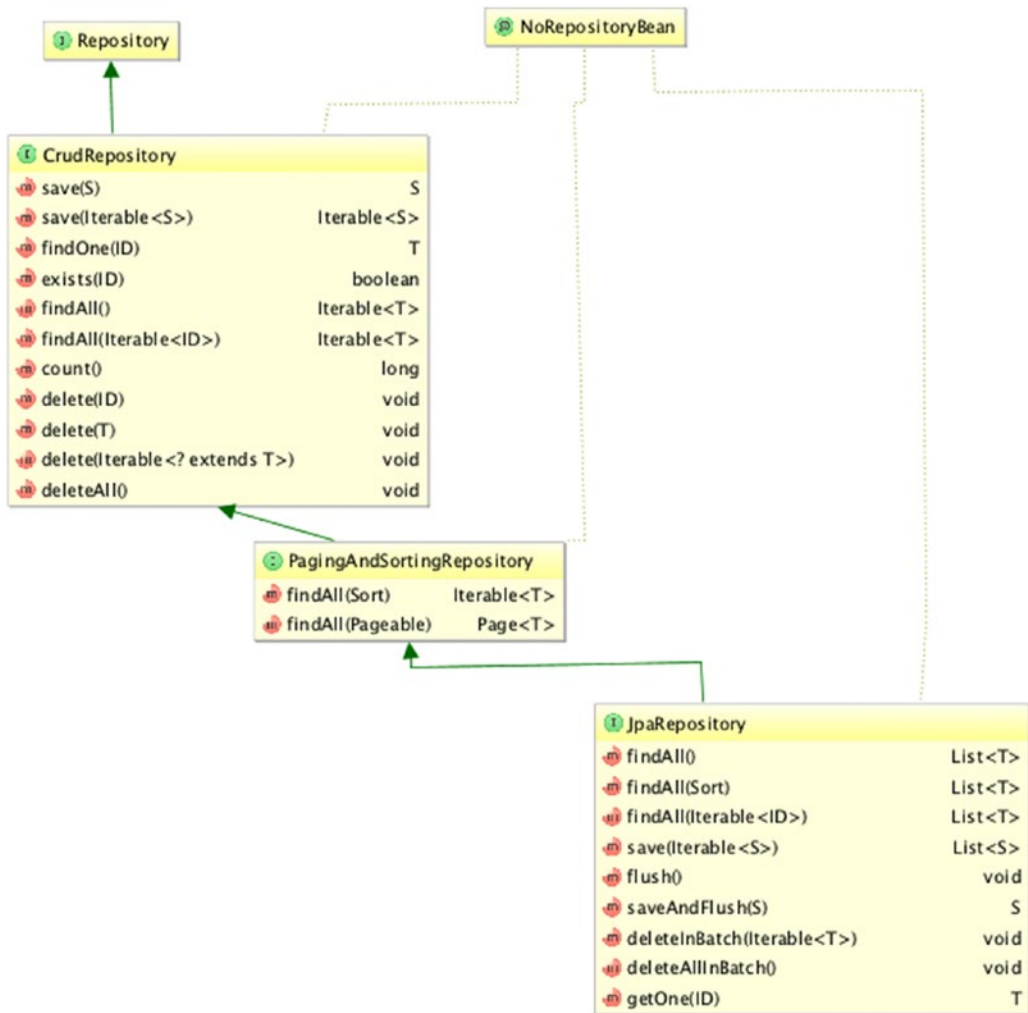 Repository
NoRepositoryBean
CrudRepository
save(S) S
save(Iterable<S>) Iterable<S>
findOne(ID) T
exists(ID) boolean
findAll() Iterable<T>
findAll(Iterable<ID>) Iterable<T>
count() long
delete(ID) void
delete(T) void
delete(Iterable<? extends T>) void
deleteAll() void
PagingAndSortingRepository
findAll(Sort) Iterable<T>
findAll(Pageable) Page<T>
JpaRepository
findAll() List<T>
findAll(Sort) List<T>
findAll(Iterable<ID>) List<T>
save(Iterable<S>) List<S>
flush() void
saveAndFlush(S) S
deleteInBatch(Iterable<T>) void
deleteAllInBatch() void
getOne(ID) T